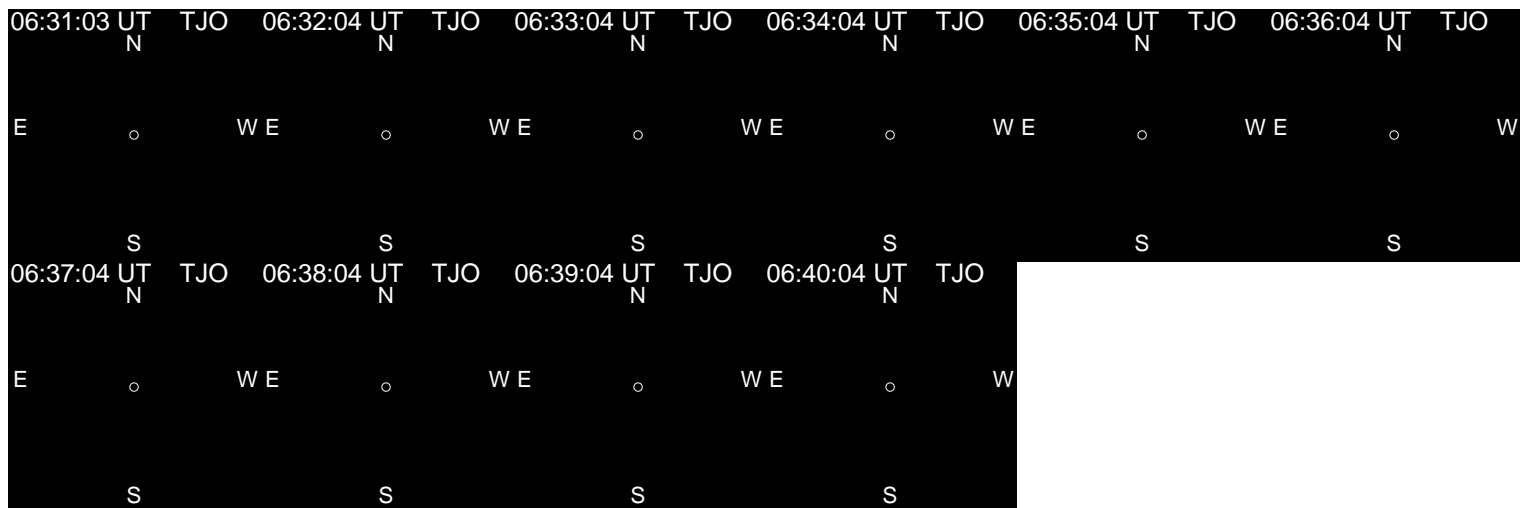 06:31:03 UT TJO 06:32:04 UT TJO 06:33:04 UT TJO 06:34:04 UT TJO 06:35:04 UT TJO 06:36:04 UT TJO
N N N N N N
E W E W E W E W E W E W
S S S S S S
06:37:04 UT TJO 06:38:04 UT TJO 06:39:04 UT TJO 06:40:04 UT TJO
N N N N
E W E W E W E W
S S S S